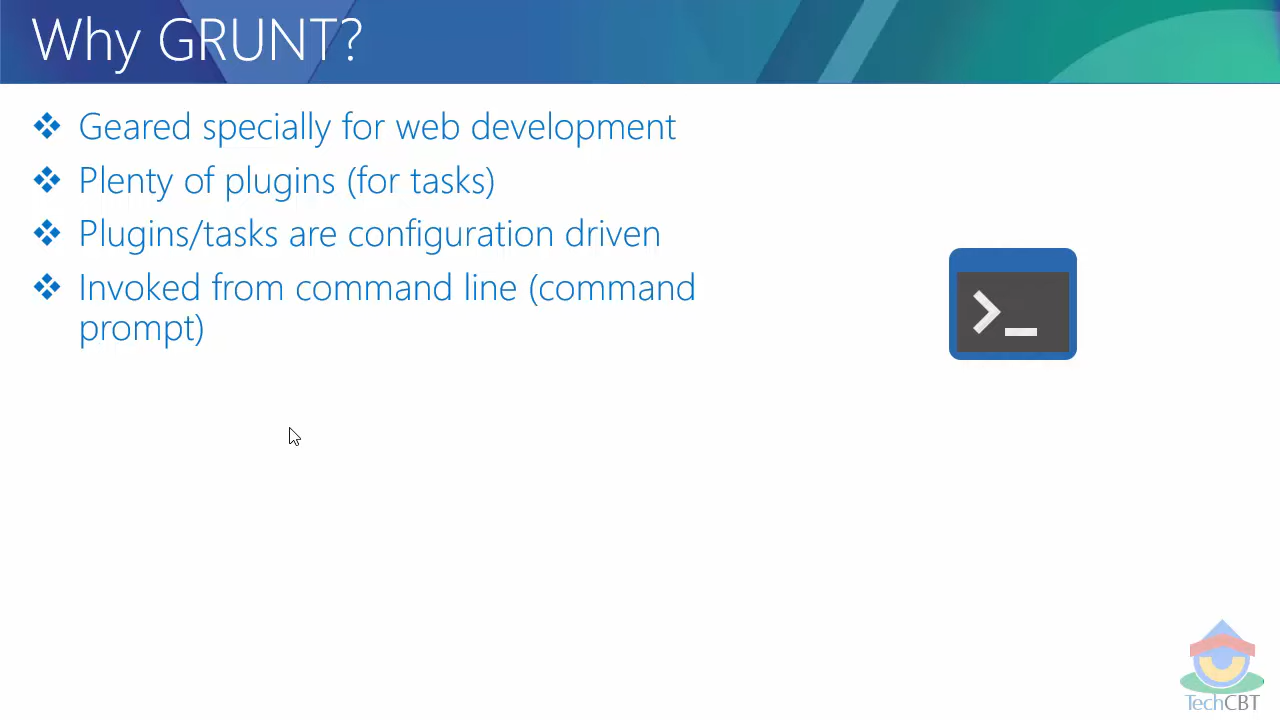 Why GRUNT?
Geared specially for web development
Plenty of plugins (for tasks)
Plugins/tasks are configuration driven
Invoked from command line (command
prompt)
>_
TechCBT